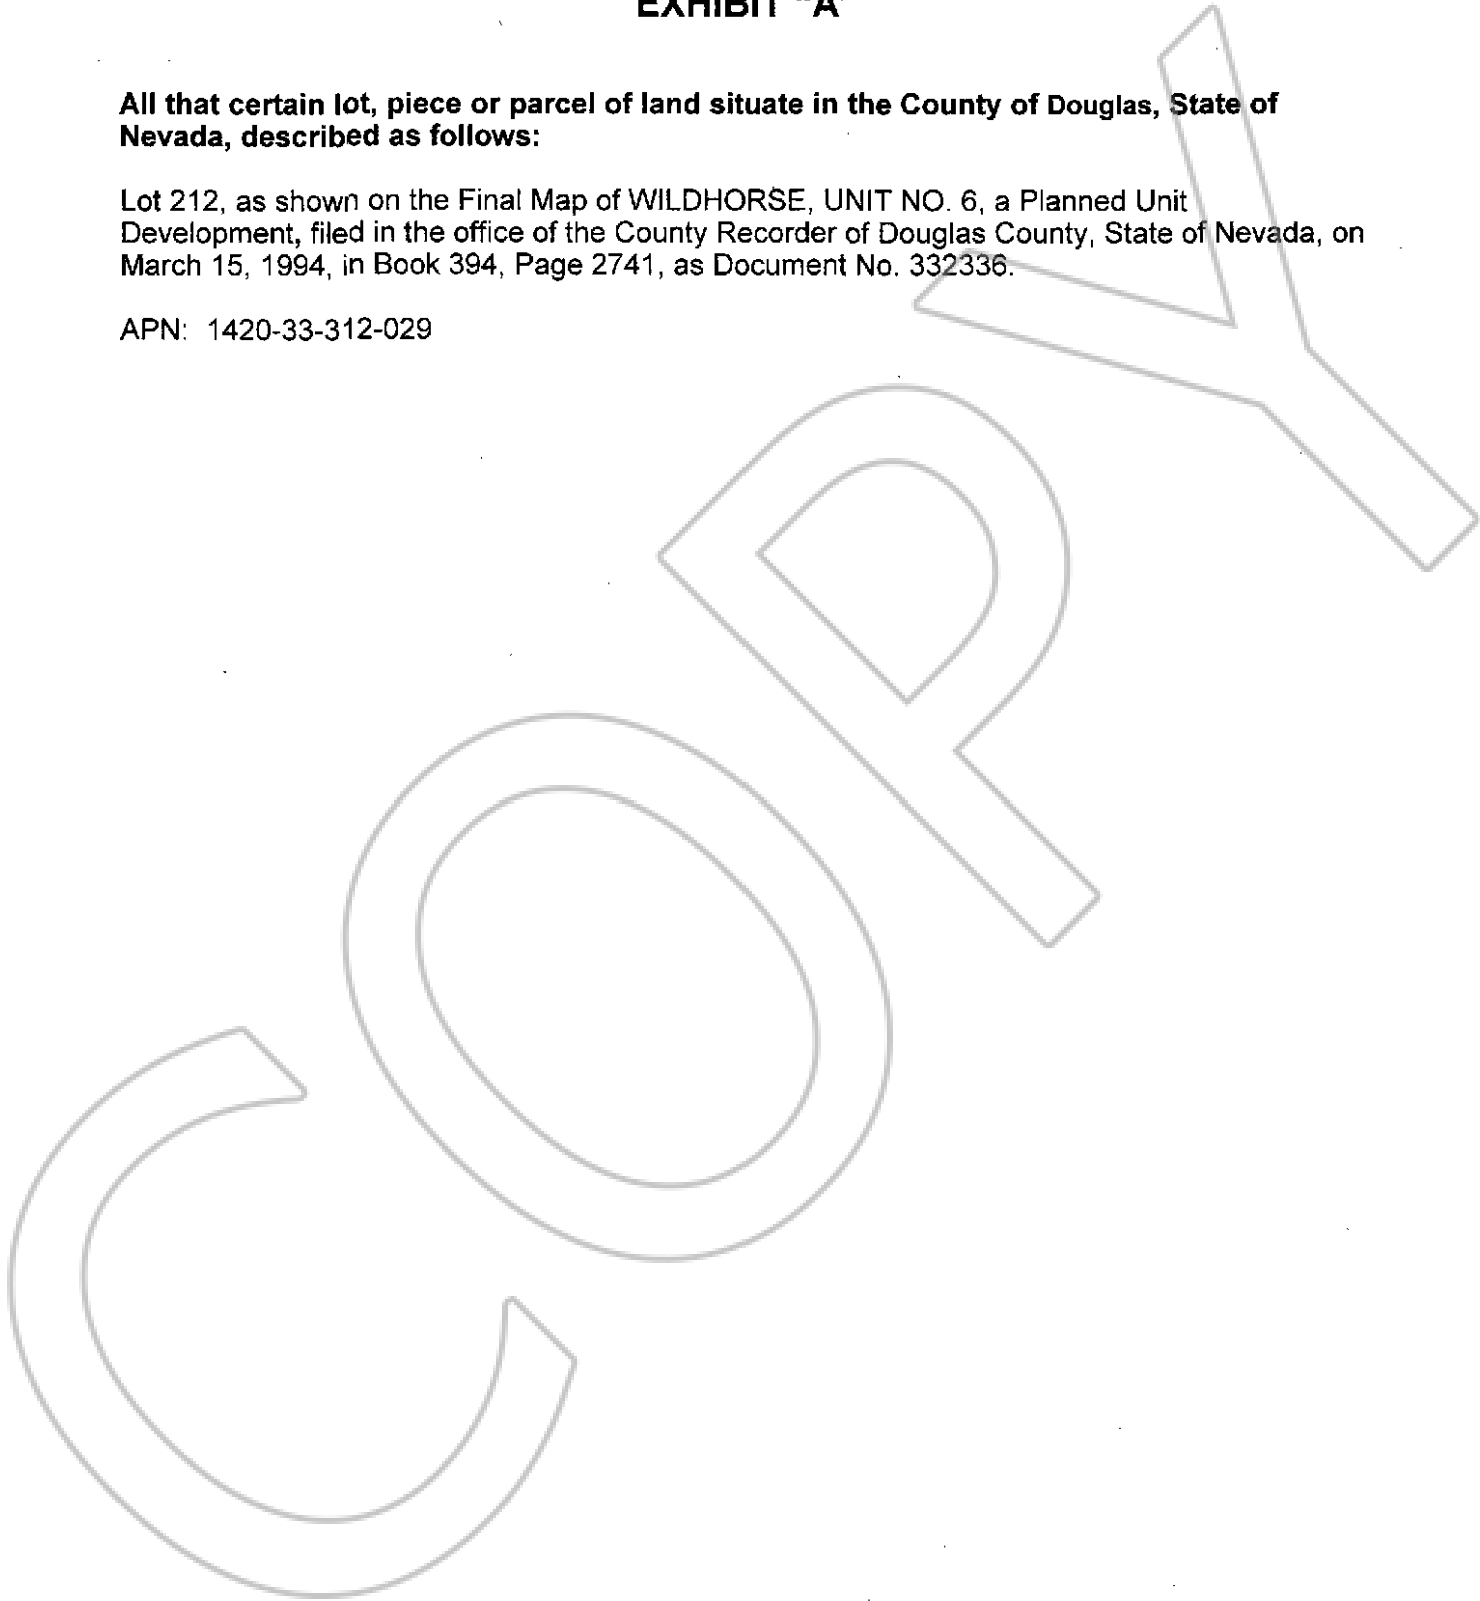 EXHIBIT "A"
All that certain lot, piece or parcel of land situate in the County of Douglas, State of
Nevada, described as follows:
Lot 212, as shown on the Final Map of WILDHORSE, UNIT NO. 6, a Planned Unit
Development, filed in the office of the County Recorder of Douglas County, State of Nevada, on
March 15, 1994, in Book 394, Page 2741, as Document No. 332336.
APN: 1420-33-312-029
COPY